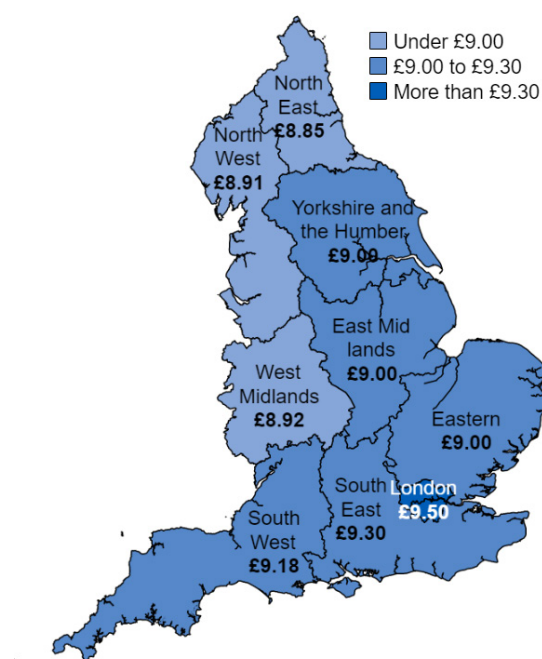 Under £9.00
£9.00 to £9.30
More than £9.30
North
East
£8.85
North
West
£8.91
Yorkshire and
the Humber
£9.00
East Mid
lands
£9.00
West
Midlands
£8.92
Eastern
£9.00
London
£9.50
South
East
£9.30
South
West
£9.18